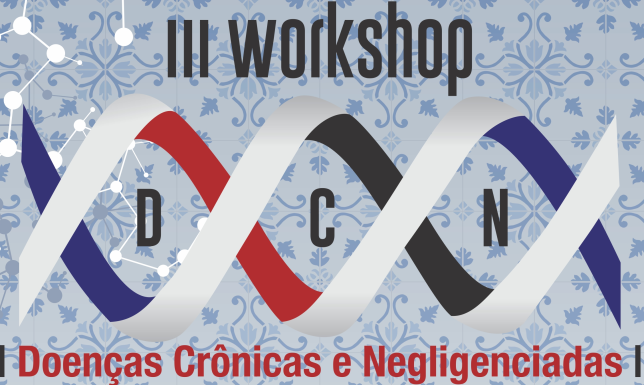 III workshop
D C N
| Doenças Crônicas e Negligenciadas |